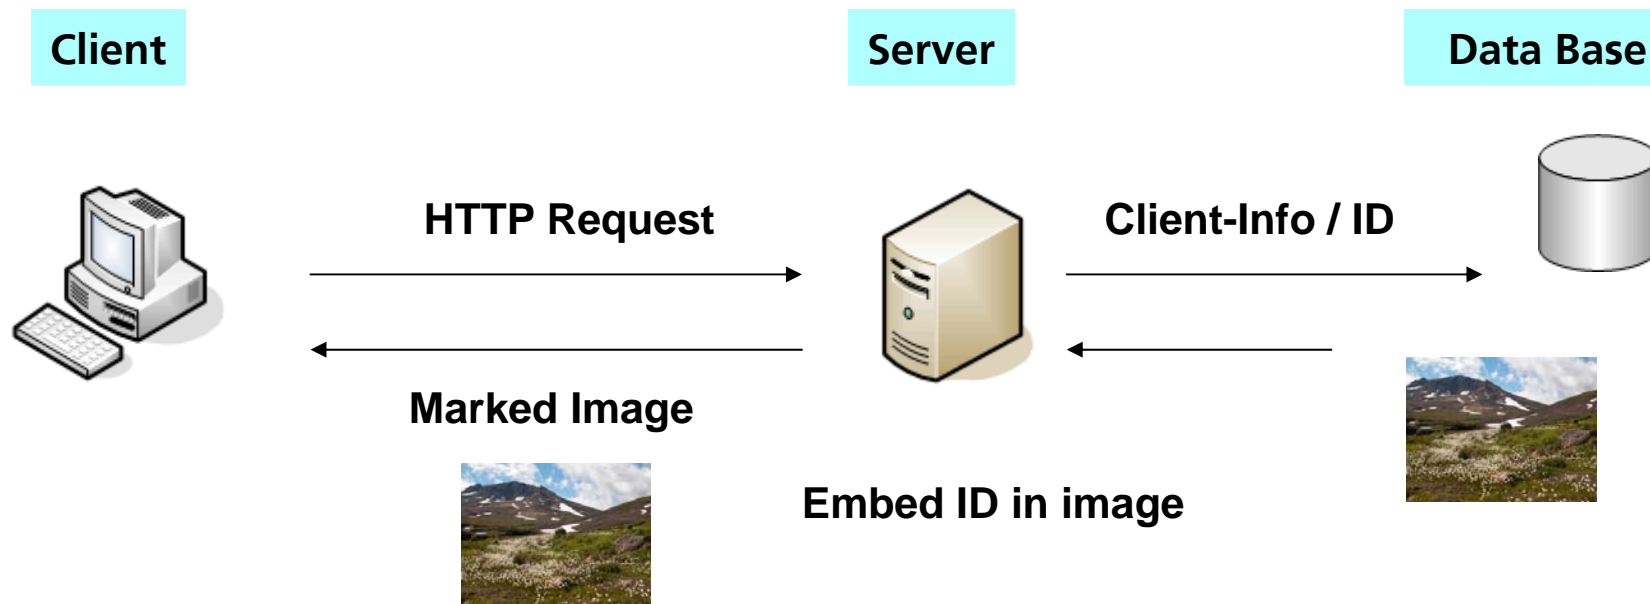 Client
Server
Data Base
HTTP Request
Client-Info / ID
Marked Image
Embed ID in image